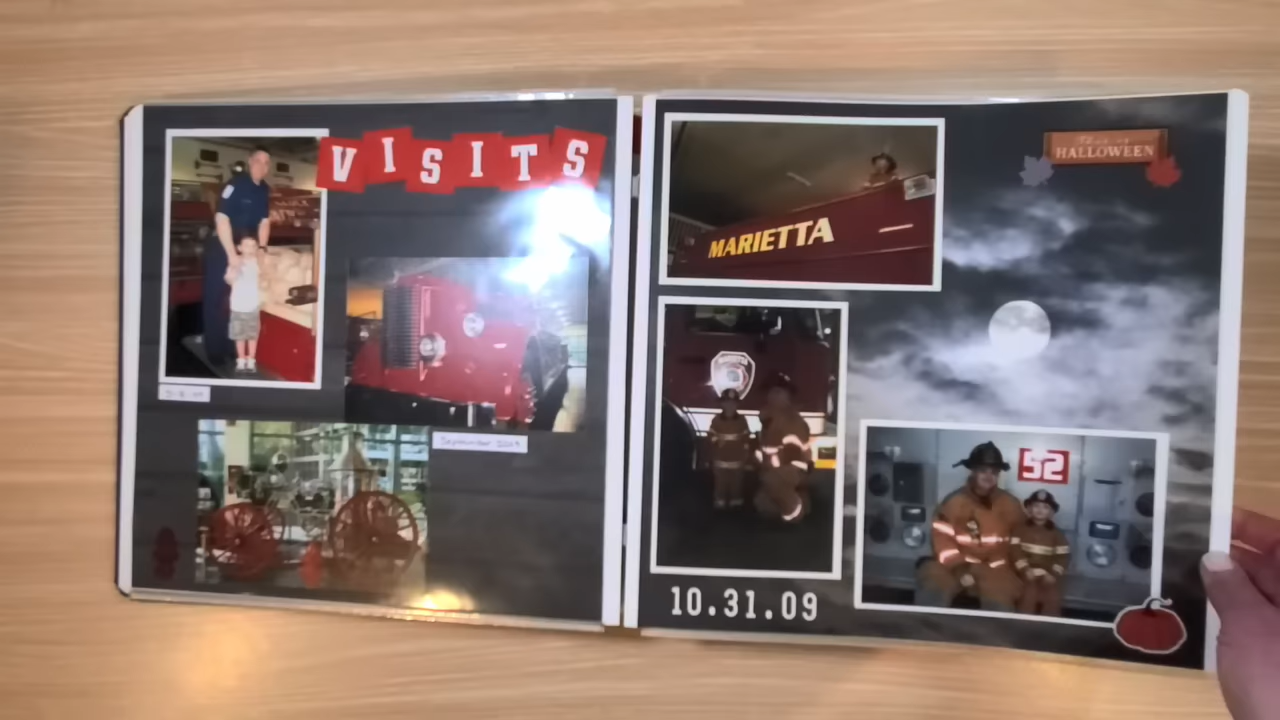 VISITS
September 2009
MARIETTA
HALLOWEEN
52
10.31.09